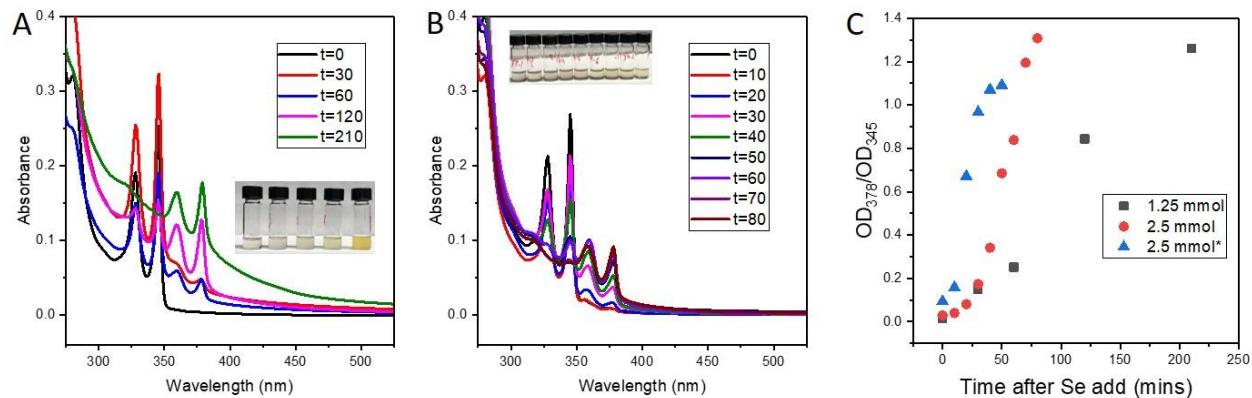 A
Absorbance
0.4
0.3
0.2
0.1
0.0
t=0
t=30
t=60
t=120
t=210
300 350 400 450 500
Wavelength (nm)
B
Absorbance
0.4
0.3
0.2
0.1
0.0
t=0
t=10
t=20
t=30
t=40
t=50
t=60
t=70
t=80
300 350 400 450 500
Wavelength (nm)
C
OD378/OD345
1.4
1.2
1.0
0.8
0.6
0.4
0.2
0.0
1.25 mmol
2.5 mmol
2.5 mmol*
0 50 100 150 200 250
Time after Se add (mins)